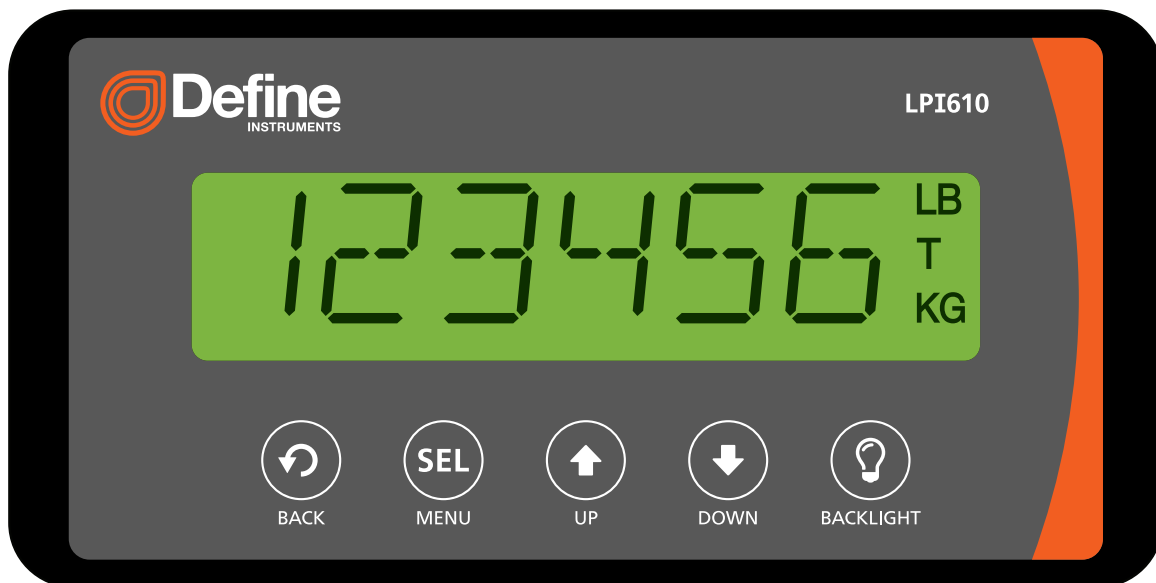 Define
INSTRUMENTS
LPI610
123456
LB
T
KG
SEL
BACK
MENU
UP
DOWN
BACKLIGHT